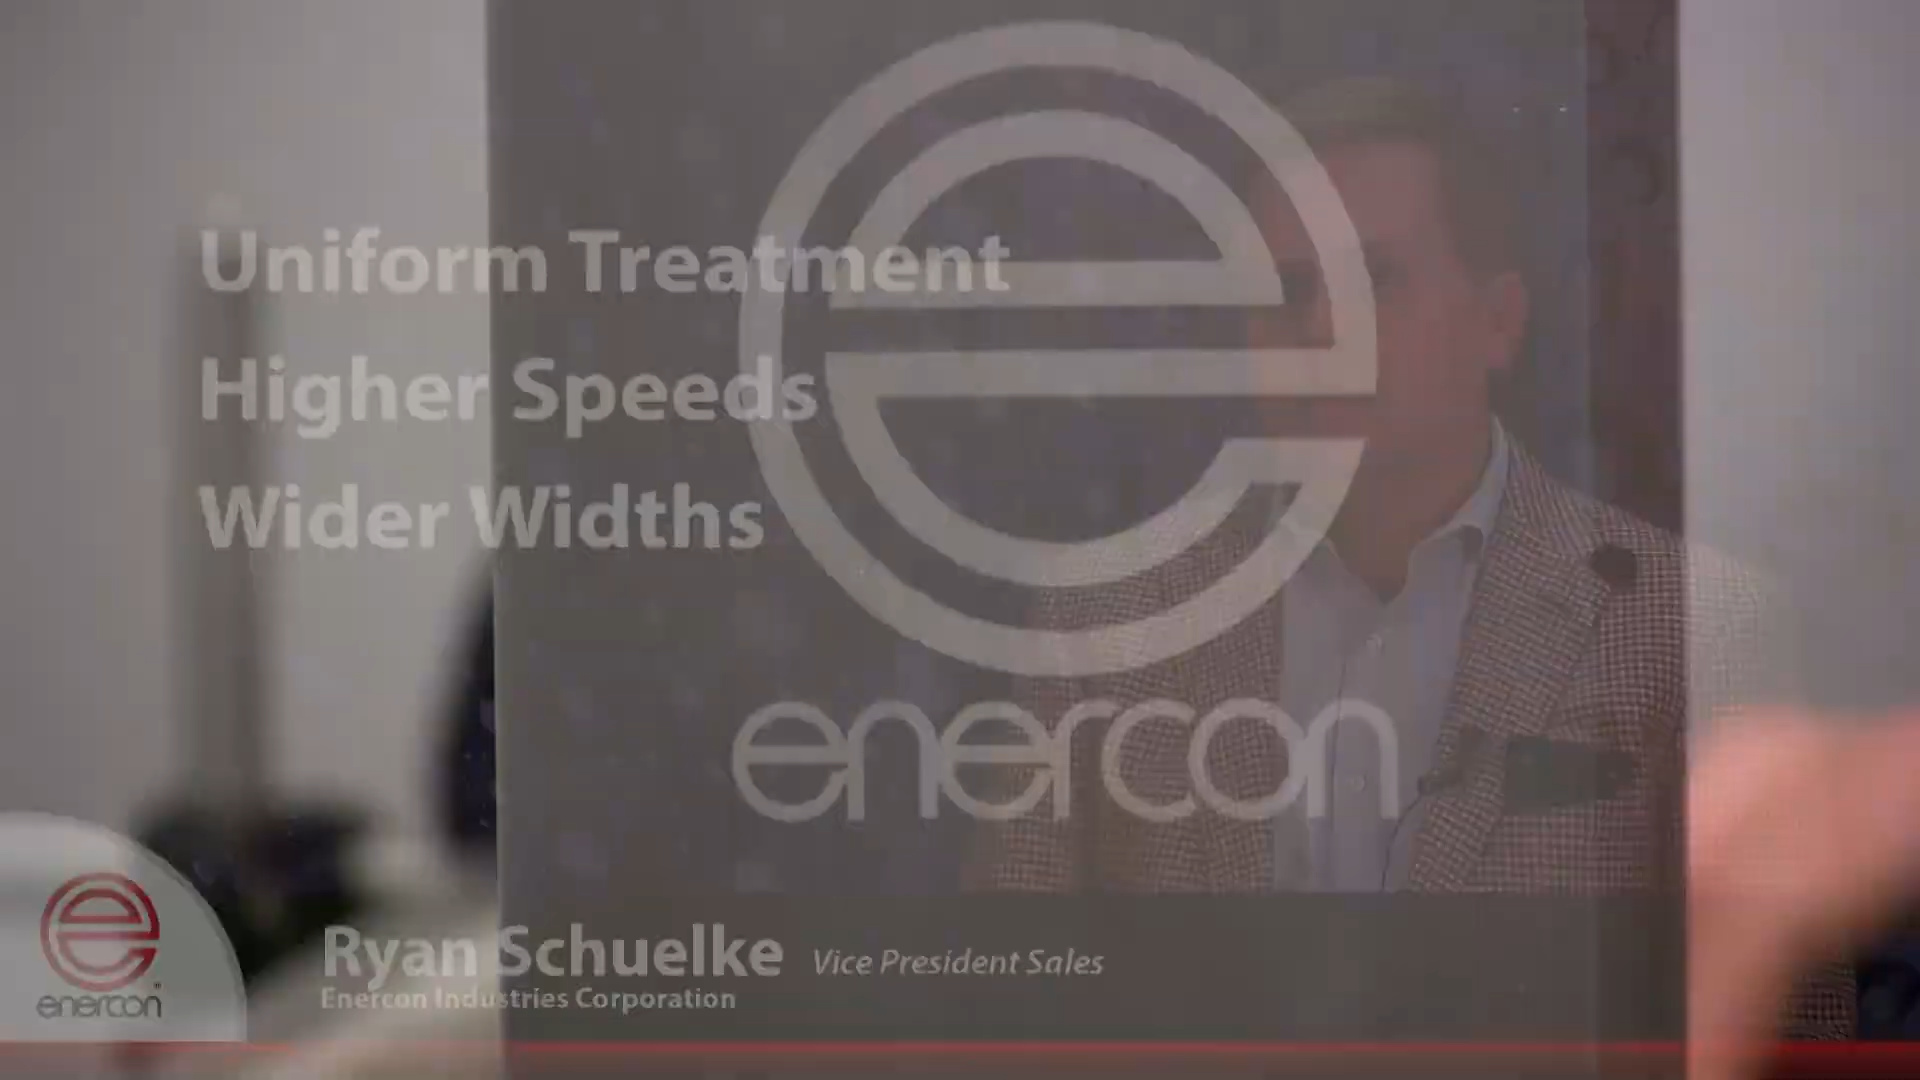 Uniform Treatment
Higher Speeds
Wider Widths
enercon
Ryan Schuelke Vice President Sales
Enercon Industries Corporation
enercon®